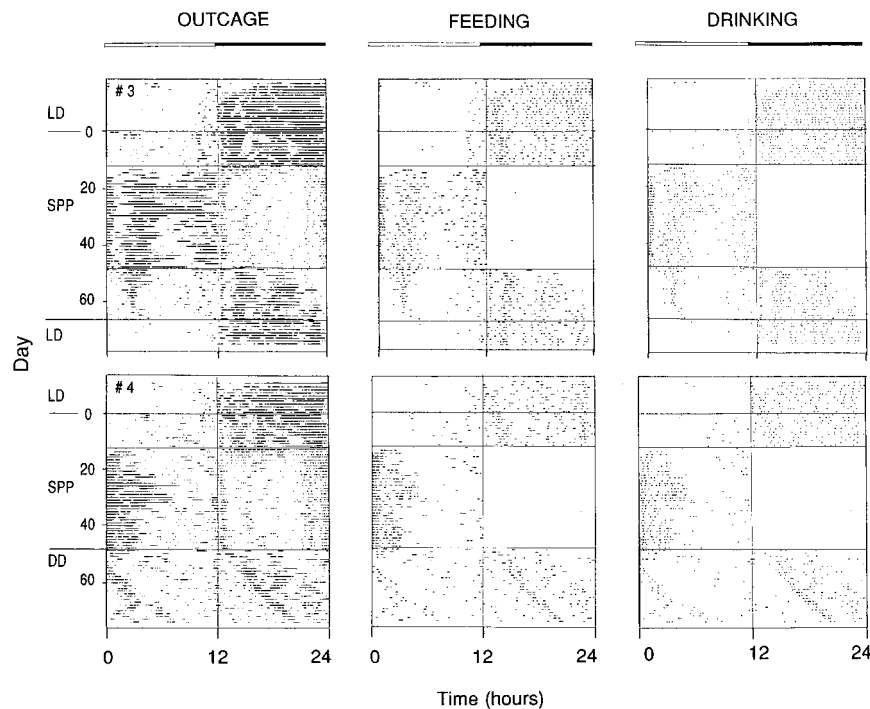 OUTCAGE FEEDING DRINKING
#3
LD
0
20
SPP
40
60
LD
Day
#4
LD
0
20
SPP
40
DD
60
0 12 24 0 12 24 0 12 24
Time (hours)